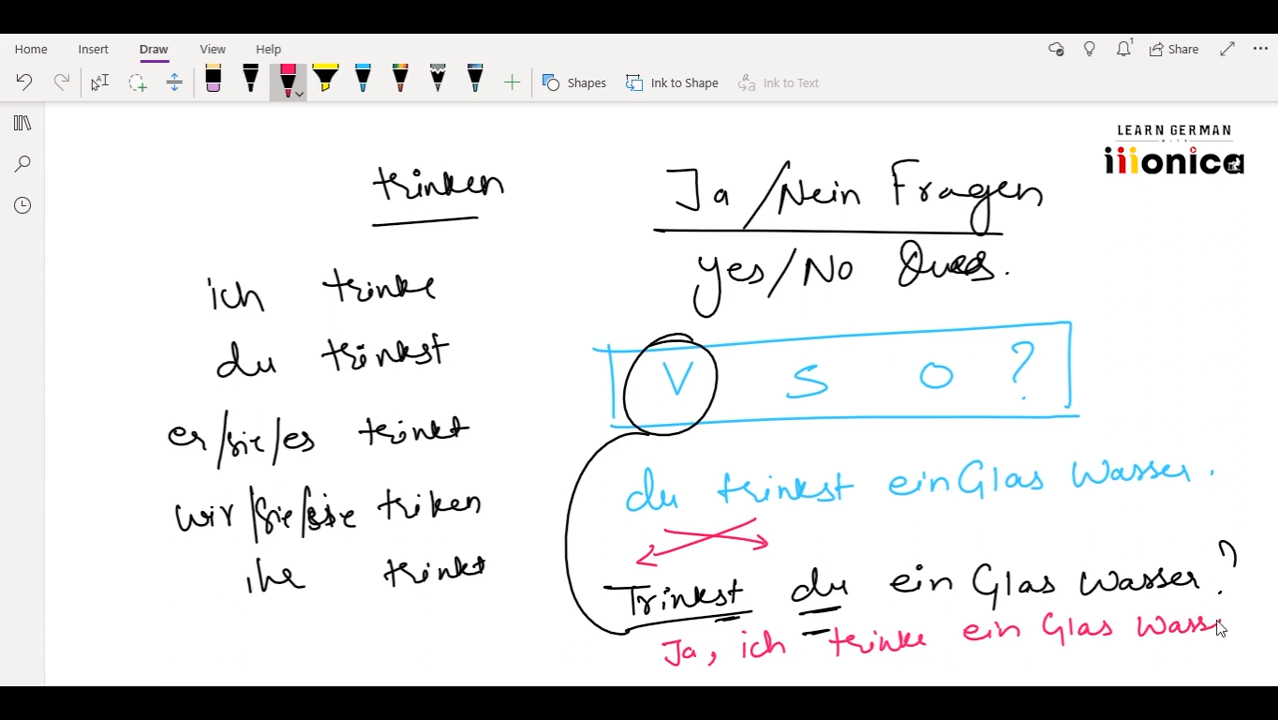 Home Insert Draw View Help
Share
Shapes Ink to Shape Ink to Text
LEARN GERMAN
iiionica
trinken
ich trinke
du trinkst
er/sie/es trinkt
wir/sie/sie triken
ihr trinkt
Ja/Nein Fragen
yes/No Ques.
V S O ?
du trinkst ein Glas Wasser.
Trinkst du ein Glas Wasser?
Ja, ich trinke ein Glas Wass